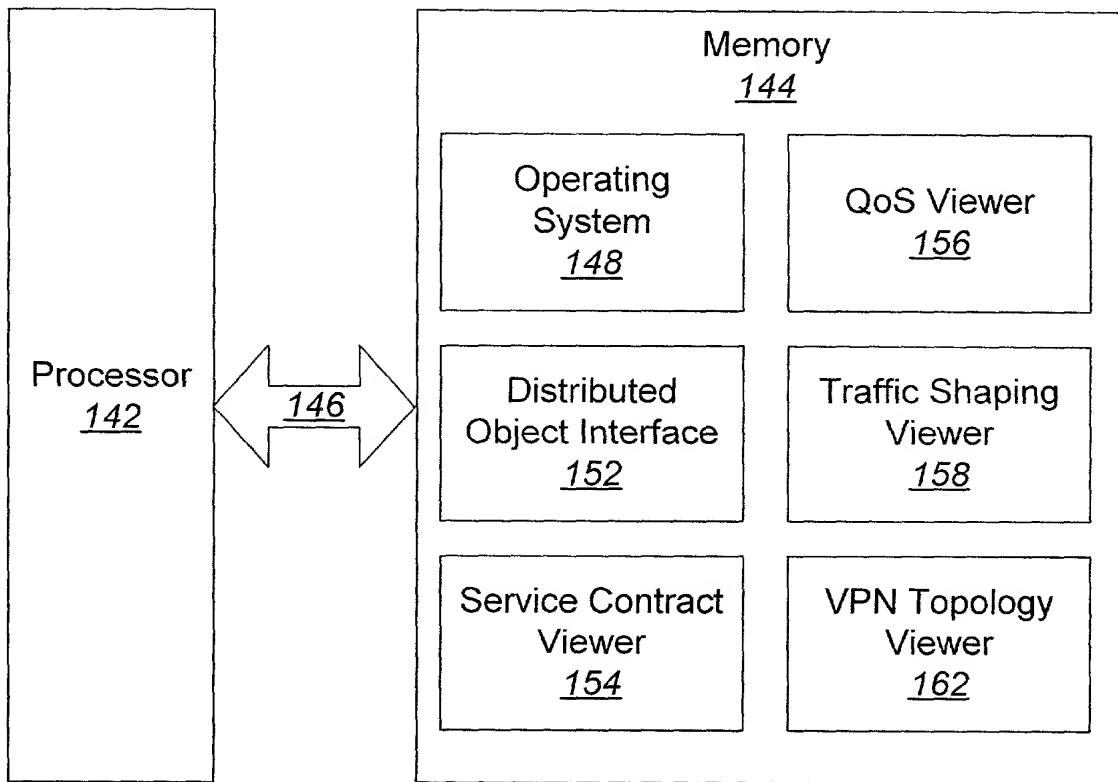 Processor
142
146
Memory
144
Operating
System
148
QoS Viewer
156
Distributed
Object Interface
152
Traffic Shaping
Viewer
158
Service Contract
Viewer
154
VPN Topology
Viewer
162